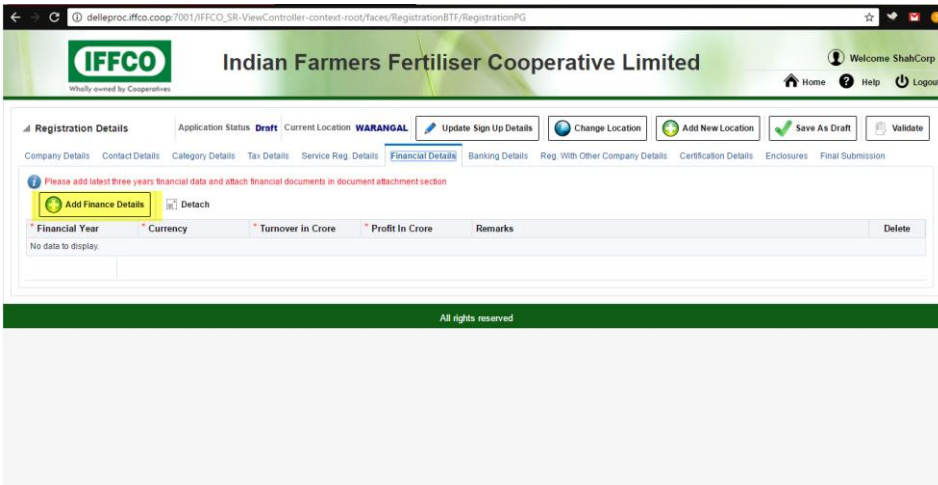 delleproc.iffco.coop:7001/IFFCO_SR-ViewController-context-root/faces/RegistrationBTF/RegistrationPG
IFFCO
Wholly owned by Cooperatives
Indian Farmers Fertiliser Cooperative Limited
Welcome ShahCorp
Home Help Logout
Registration Details Application Status Draft Current Location WARANGAL Update Sign Up Details Change Location Add New Location Save As Draft Validate
Company Details Contact Details Category Details Tax Details Service Reg. Details Financial Details Banking Details Reg. With Other Company Details Certification Details Enclosures Final Submission
Please add latest three years financial data and attach financial documents in document attachment section
Add Finance Details Detach
* Financial Year * Currency * Turnover in Crore * Profit In Crore Remarks Delete
No data to display.
All rights reserved